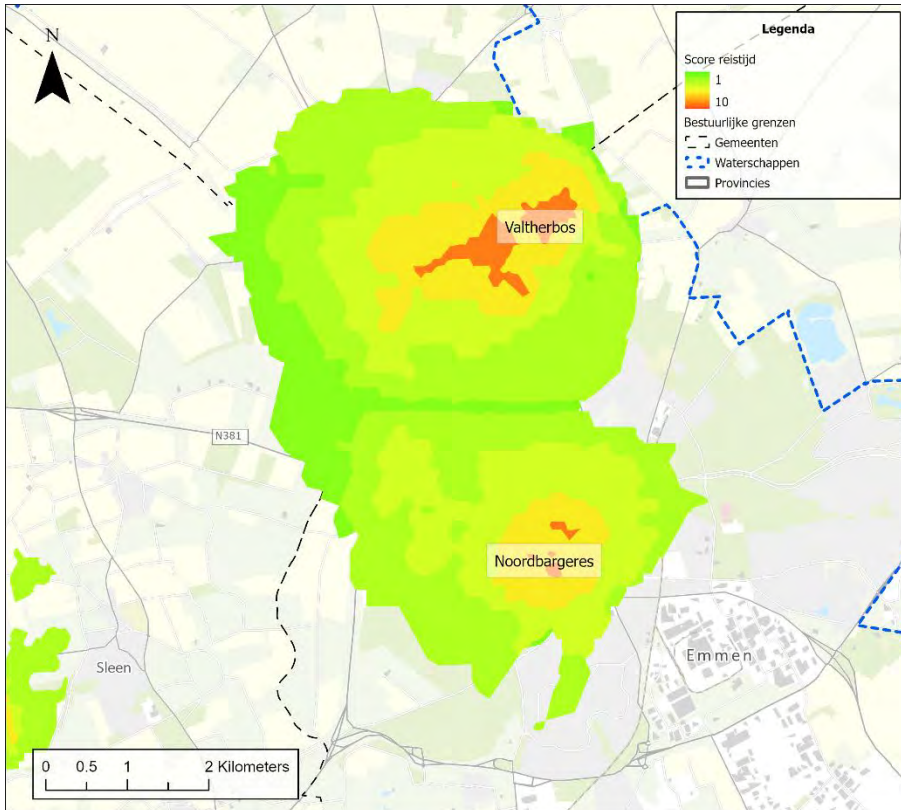 N
Legenda
Score reistijd
1
10
Bestuurlijke grenzen
Gemeenten
Waterschappen
Provincies
Valtherbos
N381
Noordbargeres
Sleen
Emmen
0 0.5 1 2 Kilometers